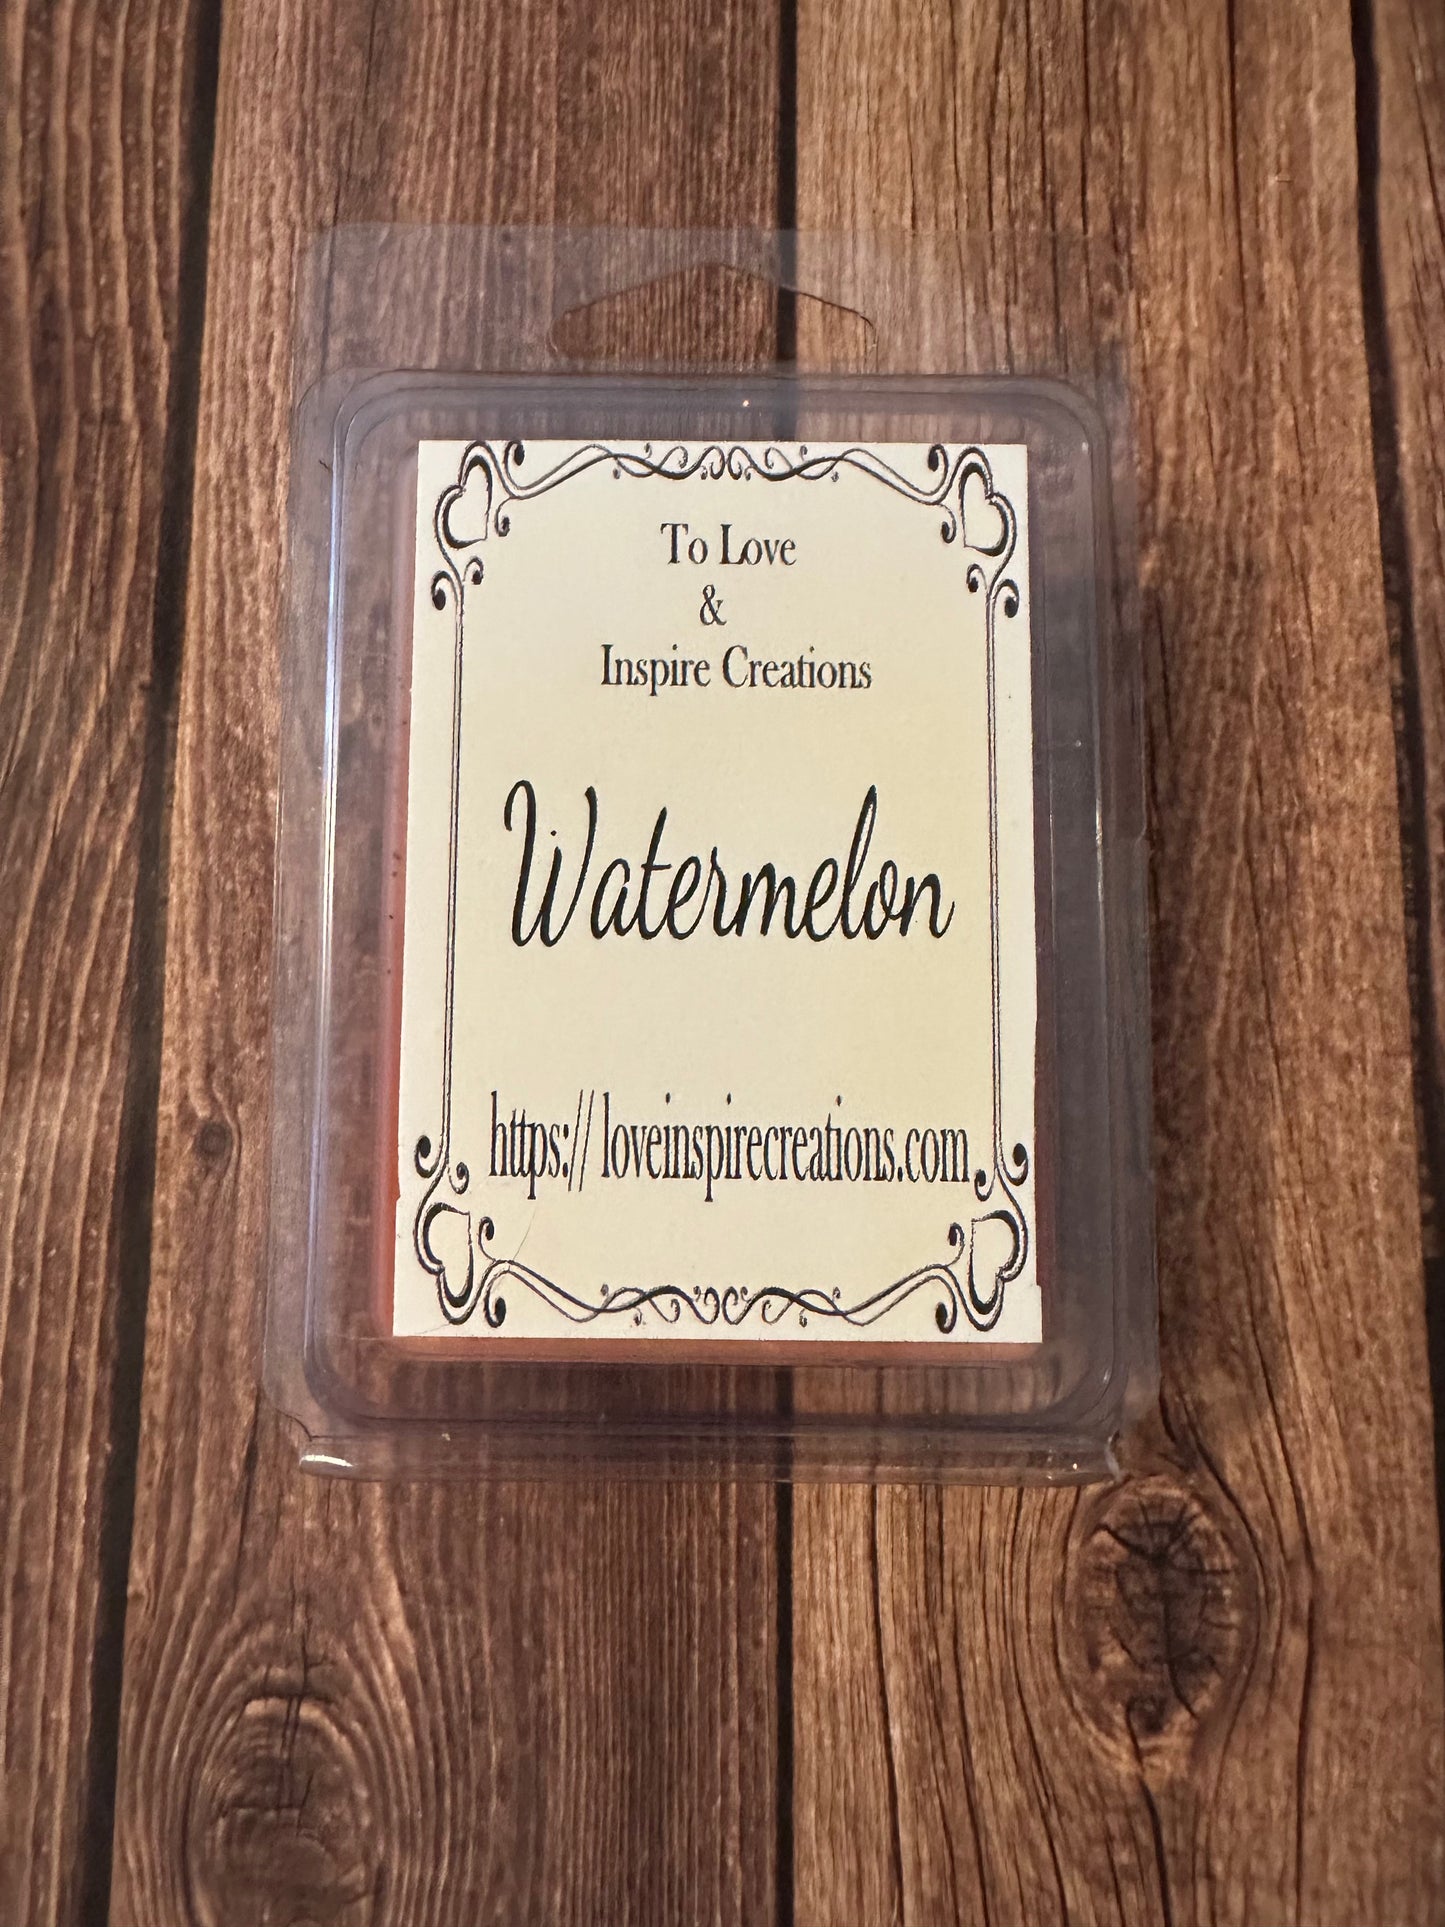 To Love
&
Inspire Creations
Watermelon
https:// loveinspirecreations.com